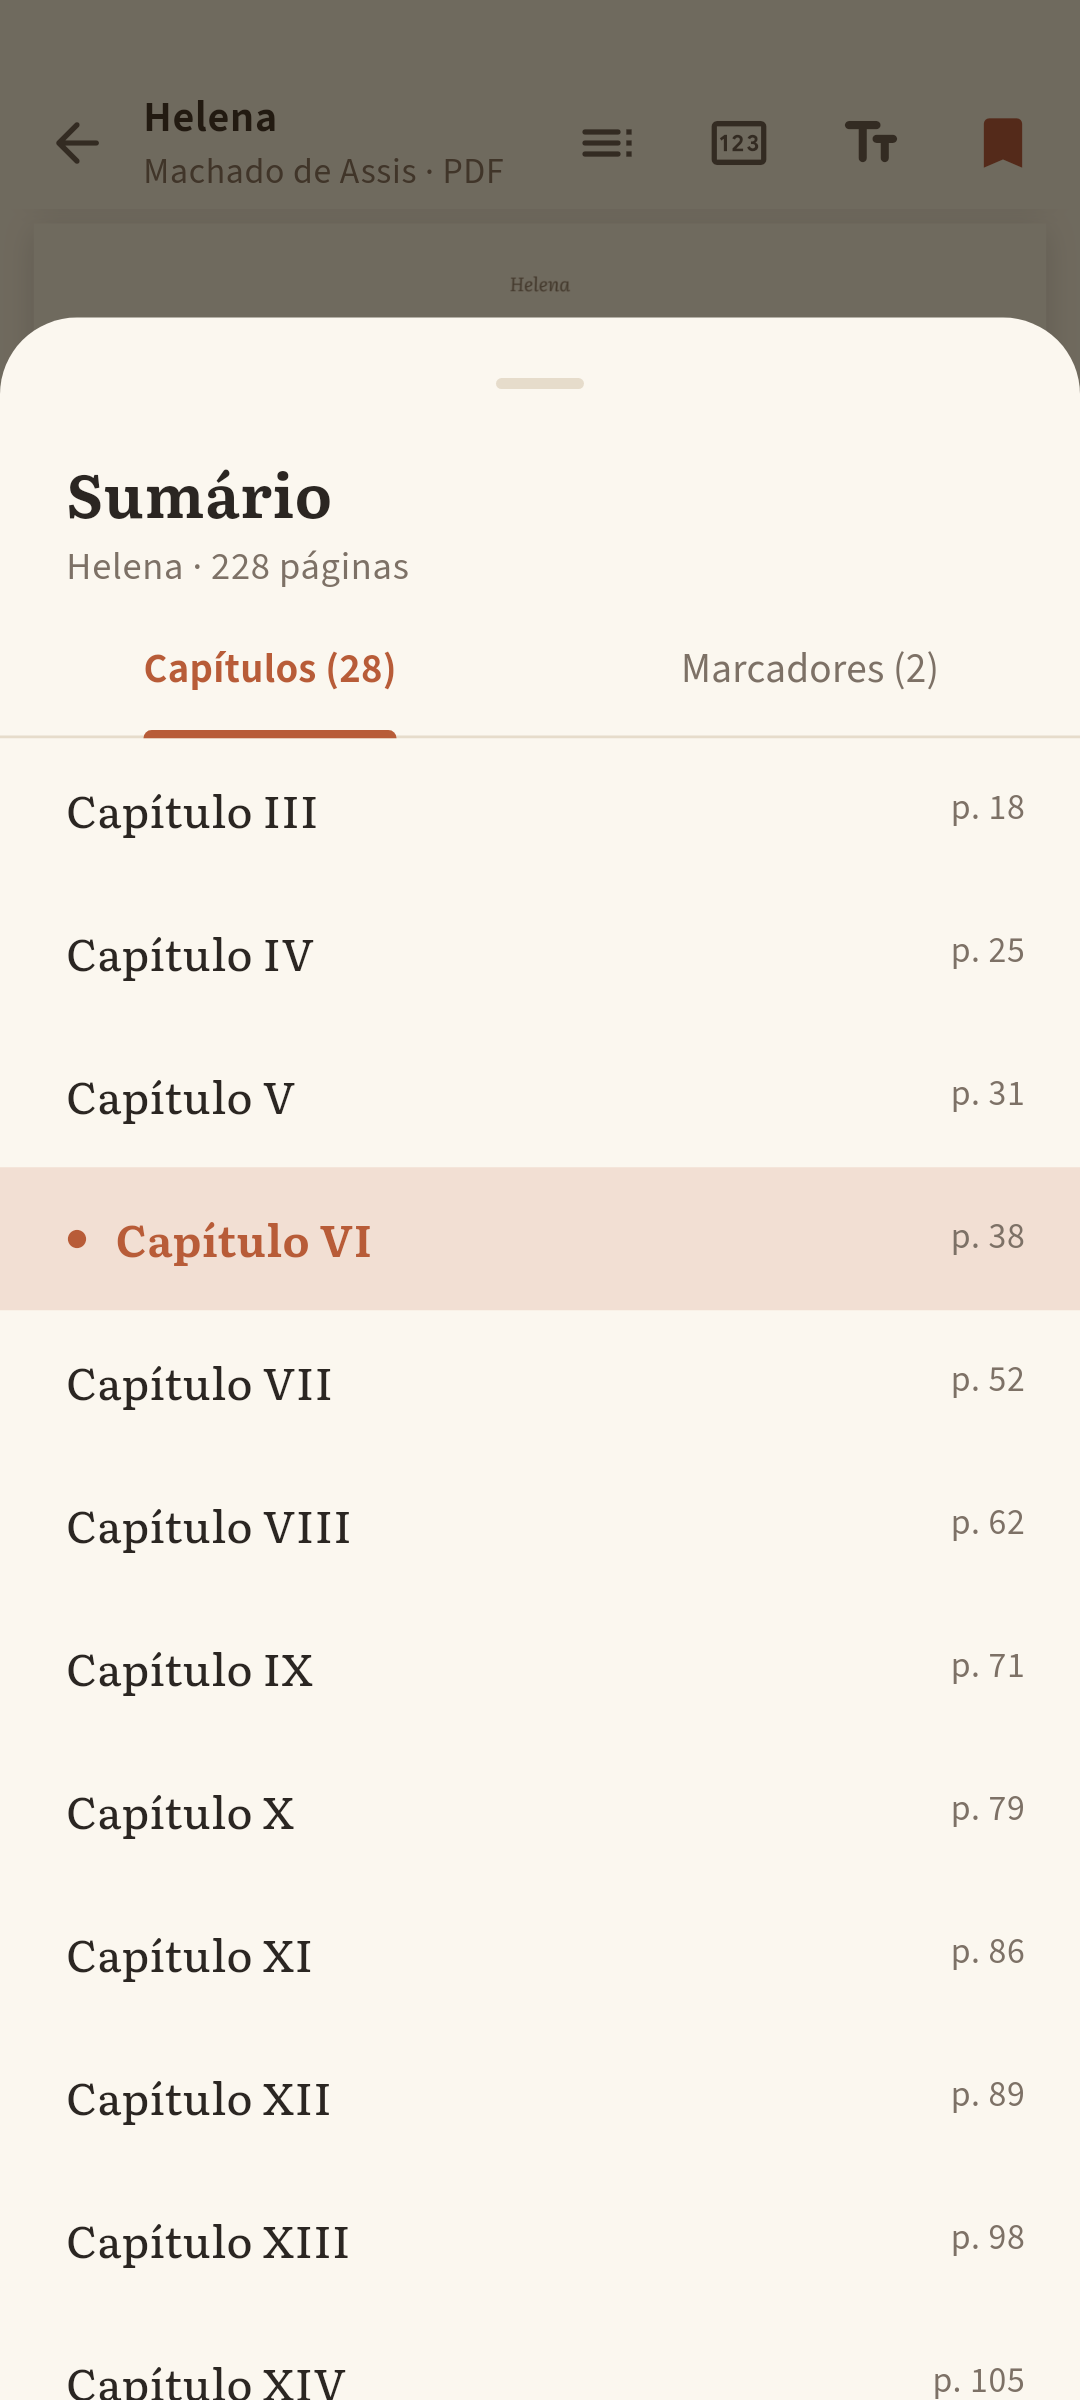 Helena
Machado de Assis · PDF
123
Helena
Sumário
Helena · 228 páginas
Capítulos (28)
Marcadores (2)
Capítulo III p. 18
Capítulo IV p. 25
Capítulo V p. 31
Capítulo VI p. 38
Capítulo VII p. 52
Capítulo VIII p. 62
Capítulo IX p. 71
Capítulo X p. 79
Capítulo XI p. 86
Capítulo XII p. 89
Capítulo XIII p. 98
Capítulo XIV p. 105